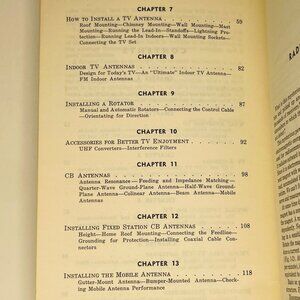 CHAPTER 7
HOW TO INSTALL A TV ANTENNA 59
Roof Mounting—Chimney Mounting—Wall Mounting—Mast
Mounting—Running the Lead-In—Standoffs—Lightning Pro-
tection—Running Lead-In Indoors—Wall Mounting Sockets—
Connecting the TV Set
CHAPTER 8
INDOOR TV ANTENNAS 82
Design for Today's TV—An "Ultimate" Indoor TV Antenna—
FM Indoor Antennas
CHAPTER 9
INSTALLING A ROTATOR 87
Manual and Automatic Rotators—Connecting the Control Cable—
Orientating for Direction
CHAPTER 10
ACCESSORIES FOR BETTER TV ENJOYMENT 92
UHF Converters—Interference Filters
CHAPTER 11
CB ANTENNAS 98
Antenna Resonance—Feeding and Impedance Matching—
Quarter-Wave Ground-Plane Antenna—Half-Wave Ground-
Plane Antenna—Colinear Antenna—Beam Antenna—Mobile
Antenna
CHAPTER 12
INSTALLING FIXED STATION CB ANTENNAS 108
Height—Home Roof Mounting—Connecting the Feedline—
Grounding for Protection—Installing Coaxial Cable Con-
nectors
CHAPTER 13
INSTALLING THE MOBILE ANTENNA 118
Gutter-Mount Antenna—Bumper-Mounted Antenna—Check-
ing Mobile Antenna Performance
RAD